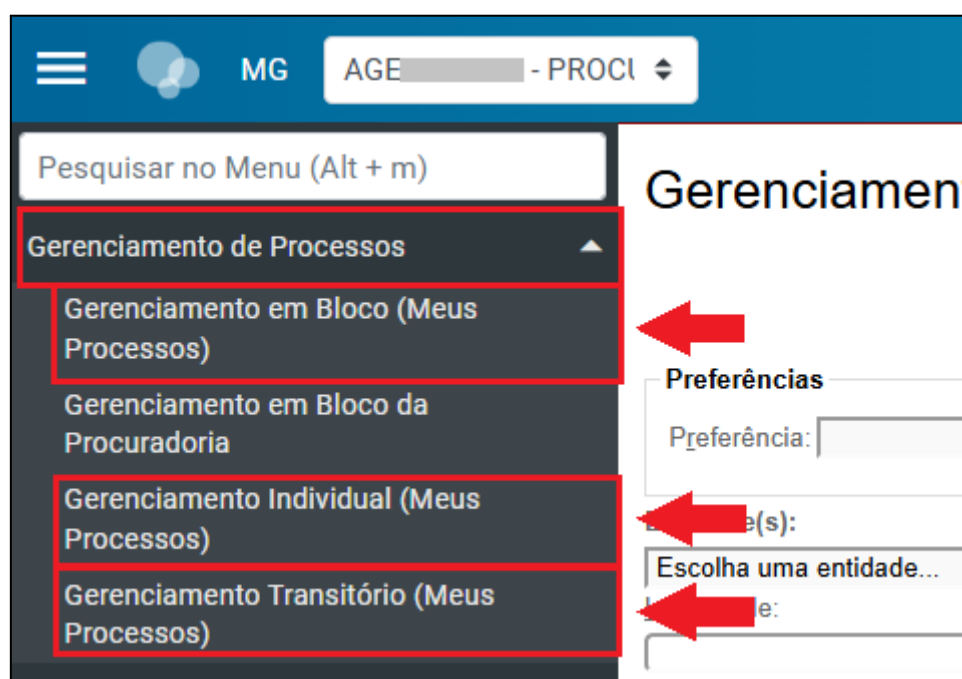 MG
AGE - PROCU
Pesquisar no Menu (Alt + m)
Gerenciamento de Processos
Gerenciamento em Bloco (Meus
Processos)
Gerenciamento em Bloco da
Procuradoria
Gerenciamento Individual (Meus
Processos)
Gerenciamento Transitório (Meus
Processos)
Gerenciamen
Preferências
Preferência:
e(s):
Escolha uma entidade...
e: